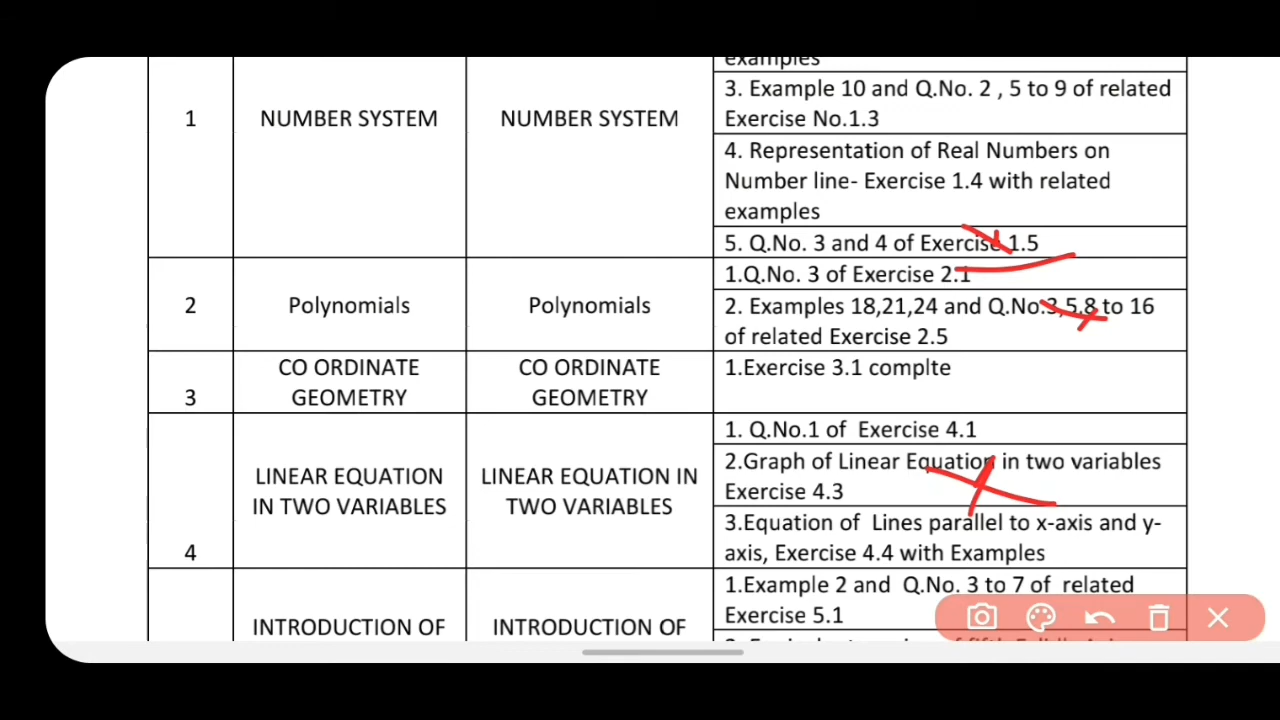 examples
3. Example 10 and Q.No. 2 , 5 to 9 of related
Exercise No.1.3
1
NUMBER SYSTEM
NUMBER SYSTEM
4. Representation of Real Numbers on
Number line- Exercise 1.4 with related
examples
5. Q.No. 3 and 4 of Exercise 1.5
1.Q.No. 3 of Exercise 2.1
2
Polynomials
Polynomials
2. Examples 18,21,24 and Q.No.3,5,8 to 16
of related Exercise 2.5
3
CO ORDINATE
GEOMETRY
CO ORDINATE
GEOMETRY
1.Exercise 3.1 complte
4
LINEAR EQUATION
IN TWO VARIABLES
LINEAR EQUATION IN
TWO VARIABLES
1. Q.No.1 of Exercise 4.1
2.Graph of Linear Equation in two variables
Exercise 4.3
3.Equation of Lines parallel to x-axis and y-
axis, Exercise 4.4 with Examples
INTRODUCTION OF
INTRODUCTION OF
1.Example 2 and Q.No. 3 to 7 of related
Exercise 5.1